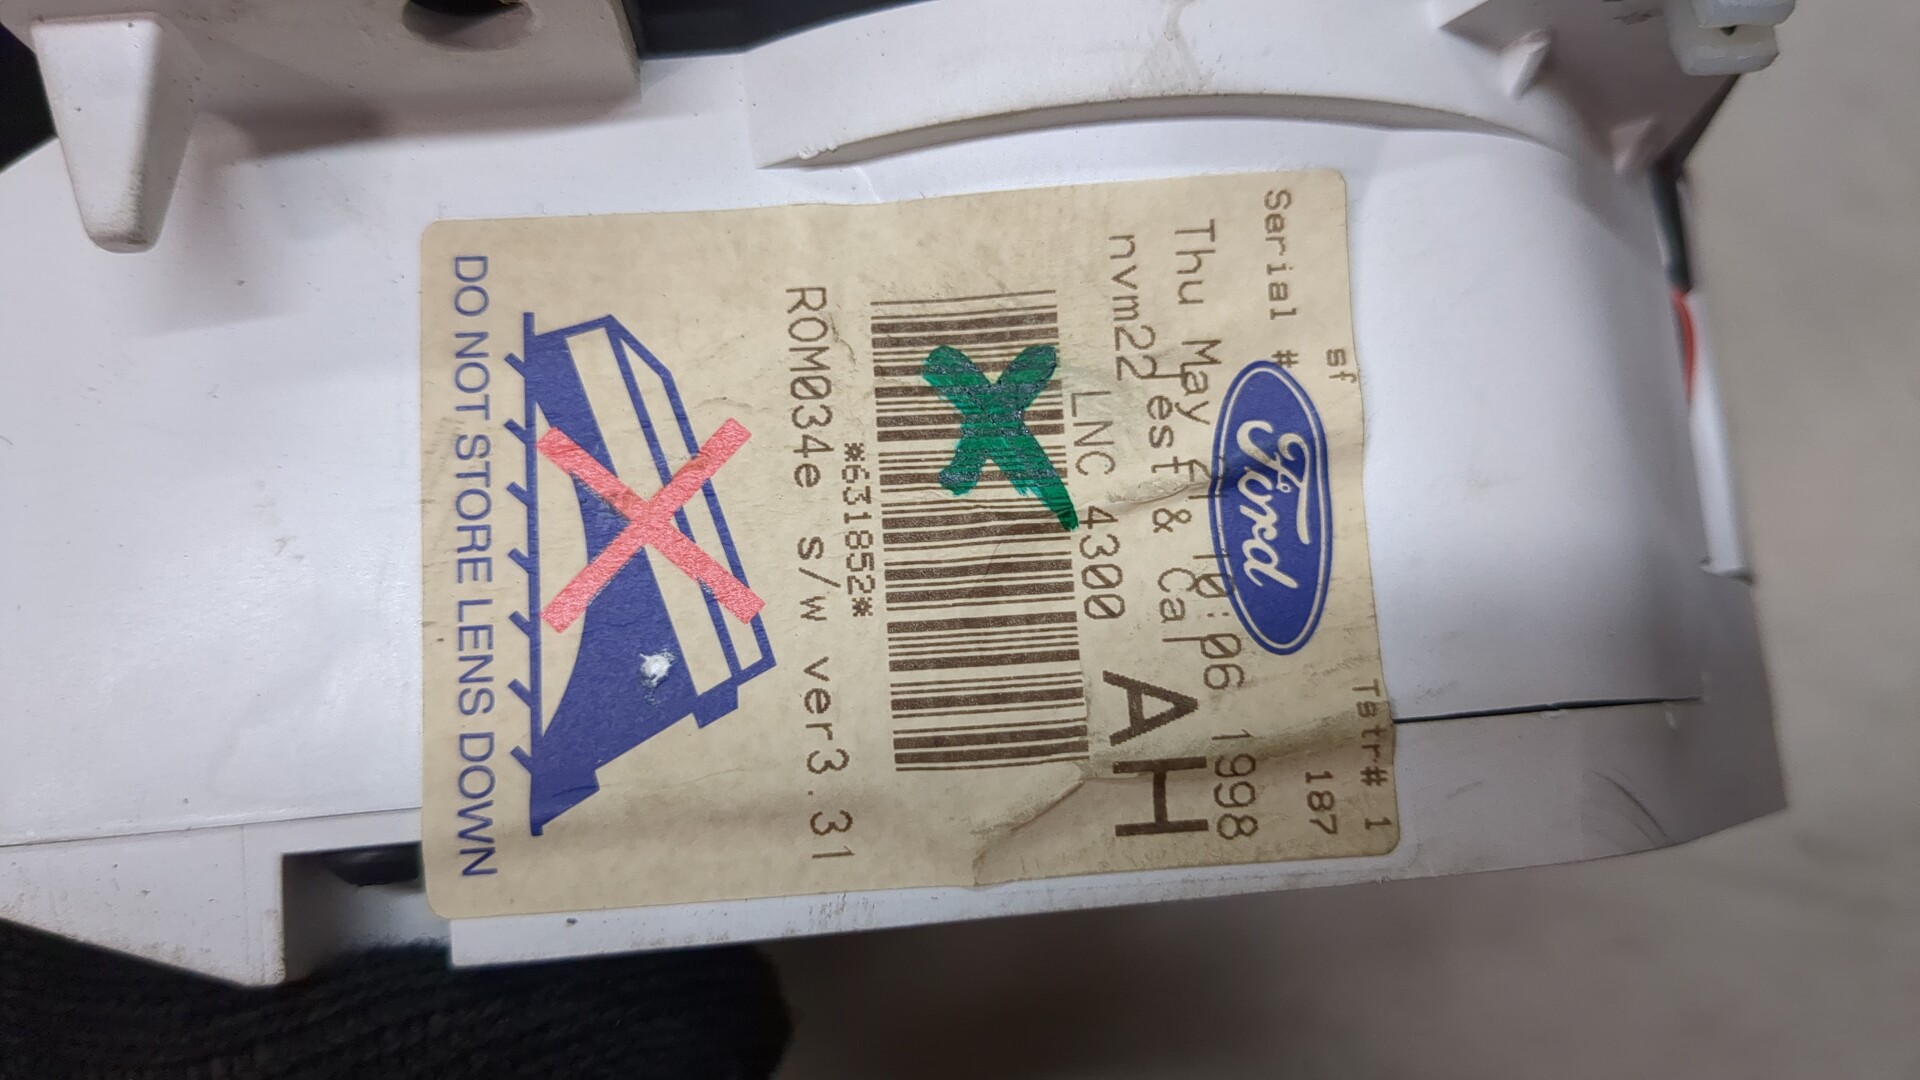 sf Tstr# 1
Serial # 187
Ford
Thu May 21 10:06 1998
nvm22 Test & Cal
AH
LNC 4300
*631852*
ROM034e s/w ver3.31
DO NOT STORE LENS DOWN